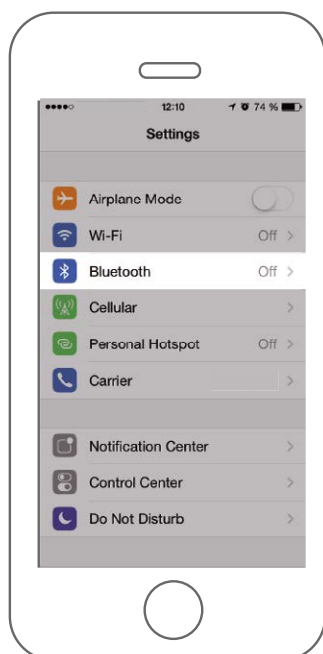 12:10 74 %
Settings
Airplane Mode
Wi-Fi Off
Bluetooth Off
Cellular
Personal Hotspot Off
Carrier
Notification Center
Control Center
Do Not Disturb